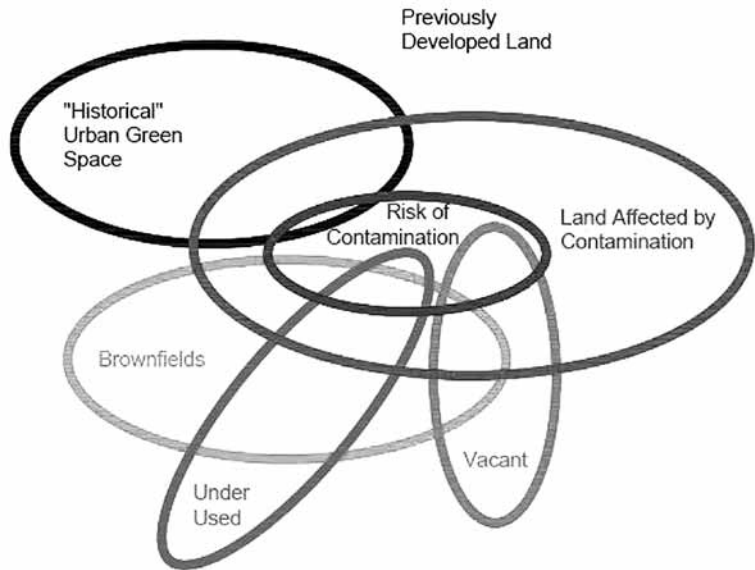 Previously
Developed Land
"Historical"
Urban Green
Space
Risk of
Contamination
Land Affected by
Contamination
Brownfields
Vacant
Under
Used